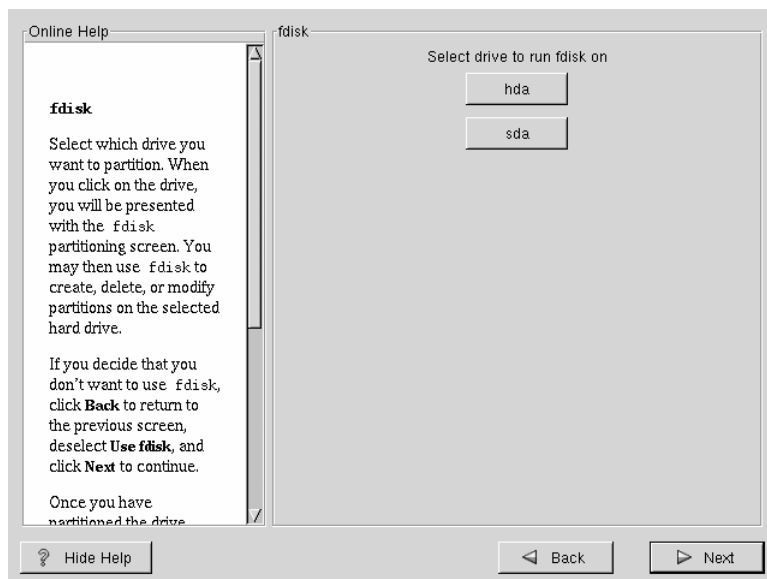 Online Help
fdisk
Select which drive you
want to partition. When
you click on the drive,
you will be presented
with the fdisk
partitioning screen. You
may then use fdisk to
create, delete, or modify
partitions on the selected
hard drive.
If you decide that you
don't want to use fdisk,
click Back to return to
the previous screen,
deselect Use fdisk, and
click Next to continue.
Once you have
partitioned the drive
fdisk
Select drive to run fdisk on
hda
sda
Hide Help
Back
Next